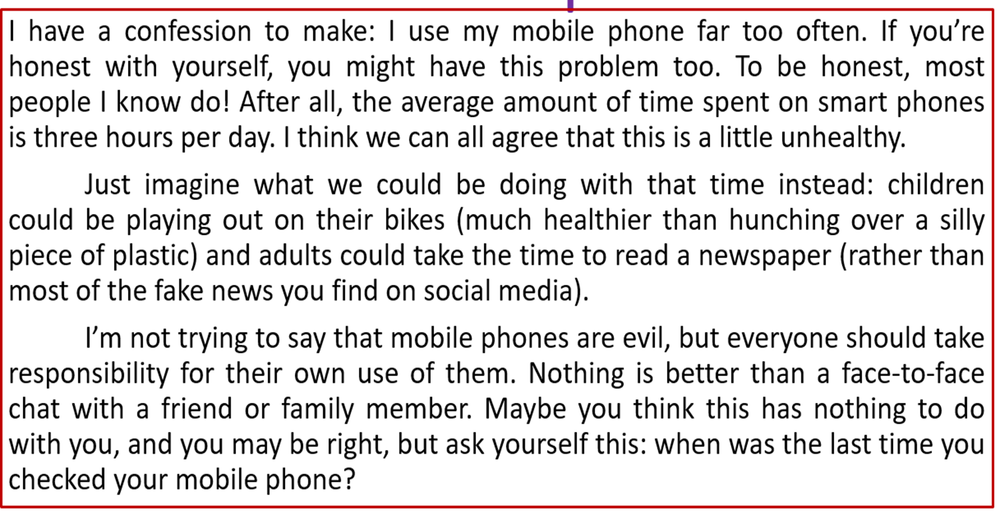 I have a confession to make: I use my mobile phone far too often. If you’re
honest with yourself, you might have this problem too. To be honest, most
people I know do! After all, the average amount of time spent on smart phones
is three hours per day. I think we can all agree that this is a little unhealthy.
Just imagine what we could be doing with that time instead: children
could be playing out on their bikes (much healthier than hunching over a silly
piece of plastic) and adults could take the time to read a newspaper (rather than
most of the fake news you find on social media).
I’m not trying to say that mobile phones are evil, but everyone should take
responsibility for their own use of them. Nothing is better than a face-to-face
chat with a friend or family member. Maybe you think this has nothing to do
with you, and you may be right, but ask yourself this: when was the last time you
checked your mobile phone?